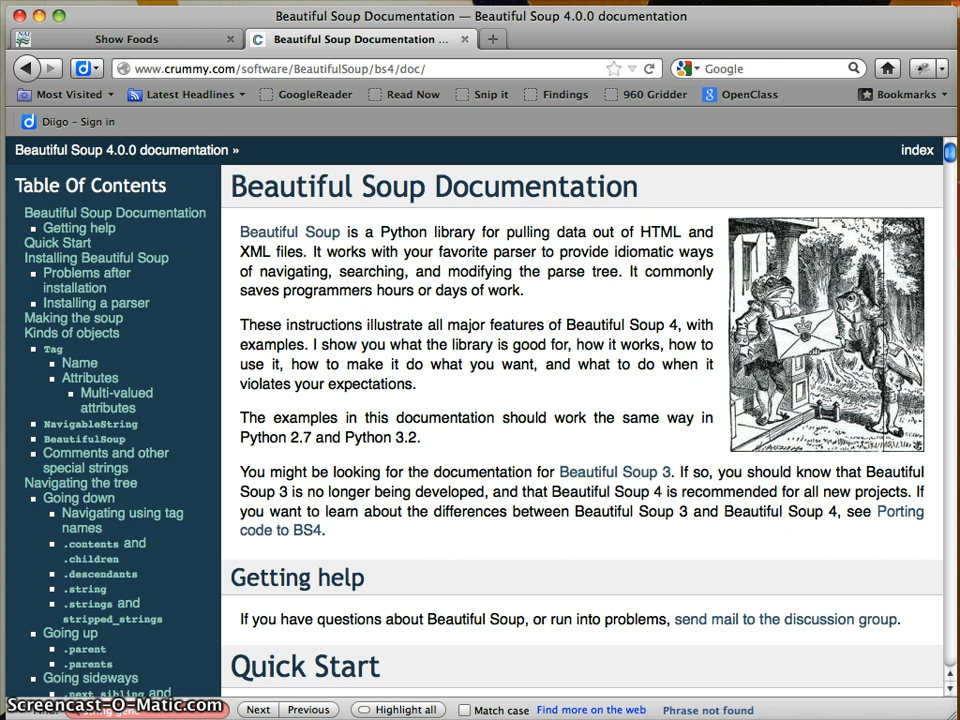 Beautiful Soup Documentation — Beautiful Soup 4.0.0 documentation
Show Foods
Beautiful Soup Documentation ...
www.crummy.com/software/BeautifulSoup/bs4/doc/
Google
Most Visited
Latest Headlines
GoogleReader
Read Now
Snip it
Findings
960 Gridder
OpenClass
Bookmarks
Diigo - Sign in
Beautiful Soup 4.0.0 documentation »
index
Table Of Contents
Beautiful Soup Documentation
Getting help
Quick Start
Installing Beautiful Soup
Problems after
installation
Installing a parser
Making the soup
Kinds of objects
Tag
Name
Attributes
Multi-valued
attributes
NavigableString
BeautifulSoup
Comments and other
special strings
Navigating the tree
Going down
Navigating using tag
names
.contents and
.children
.descendants
.string
.strings and
stripped_strings
Going up
.parent
.parents
Going sideways
.next_sibling and
Beautiful Soup Documentation
Beautiful Soup is a Python library for pulling data out of HTML and
XML files. It works with your favorite parser to provide idiomatic ways
of navigating, searching, and modifying the parse tree. It commonly
saves programmers hours or days of work.
These instructions illustrate all major features of Beautiful Soup 4, with
examples. I show you what the library is good for, how it works, how to
use it, how to make it do what you want, and what to do when it
violates your expectations.
The examples in this documentation should work the same way in
Python 2.7 and Python 3.2.
You might be looking for the documentation for Beautiful Soup 3. If so, you should know that Beautiful
Soup 3 is no longer being developed, and that Beautiful Soup 4 is recommended for all new projects. If
you want to learn about the differences between Beautiful Soup 3 and Beautiful Soup 4, see Porting
code to BS4.
Getting help
If you have questions about Beautiful Soup, or run into problems, send mail to the discussion group.
Quick Start
Screencast-O-Matic.com
Next
Previous
Highlight all
Match case
Find more on the web
Phrase not found